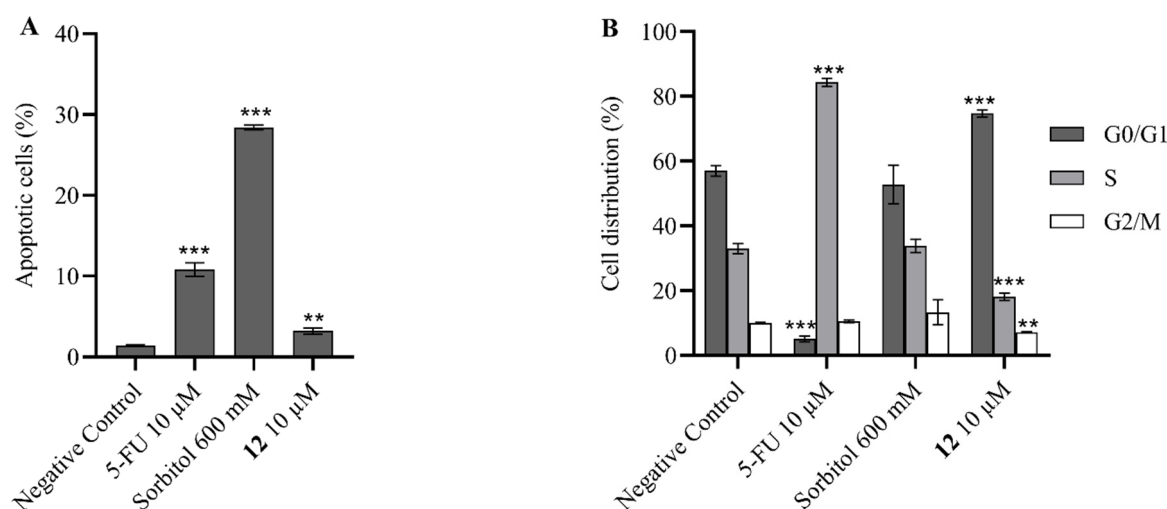 A
Apoptotic cells (%)
40
30
20
10
0
***
***
**
Negative Control
5-FU 10 μM
Sorbitol 600 mM
12 10 μM
B
Cell distribution (%)
100
80
60
40
20
0
***
***
***
***
**
Negative Control
5-FU 10 μM
Sorbitol 600 mM
12 10 μM
G0/G1
S
G2/M